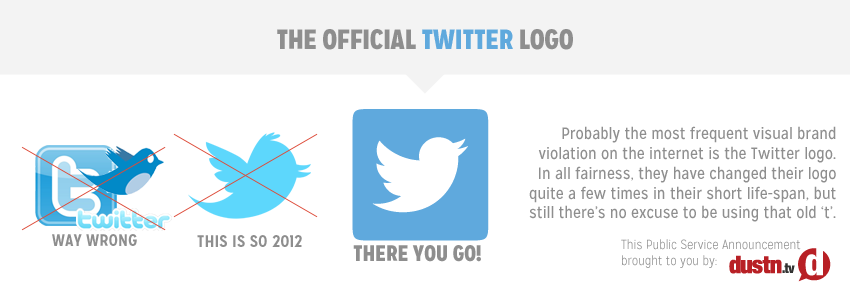 THE OFFICIAL TWITTER LOGO
t
twitter
WAY WRONG
THIS IS SO 2012
THERE YOU GO!
Probably the most frequent visual brand
violation on the internet is the Twitter logo.
In all fairness, they have changed their logo
quite a few times in their short life-span, but
still there's no excuse to be using that old 't'.
This Public Service Announcement
brought to you by: dustn.tv d